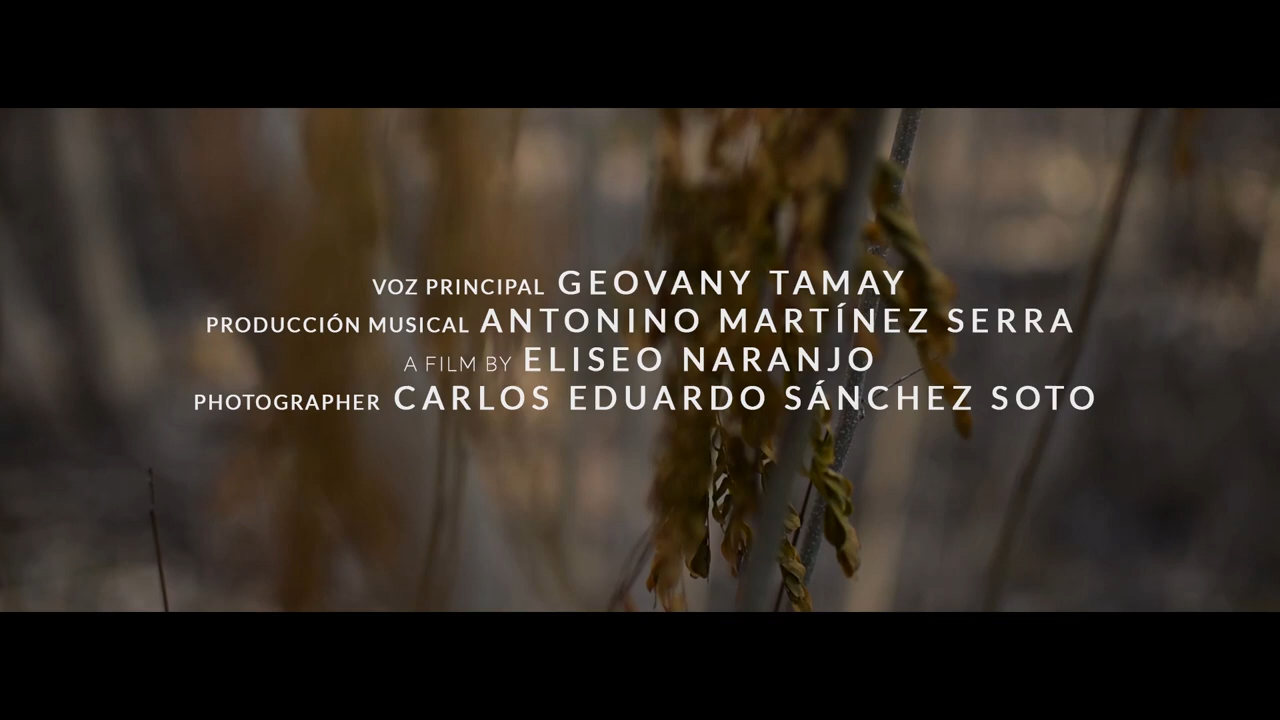 VOZ PRINCIPAL GEOVANY TAMAY
PRODUCCIÓN MUSICAL ANTONINO MARTÍNEZ SERRA
A FILM BY ELISEO NARANJO
PHOTOGRAPHER CARLOS EDUARDO SÁNCHEZ SOTO